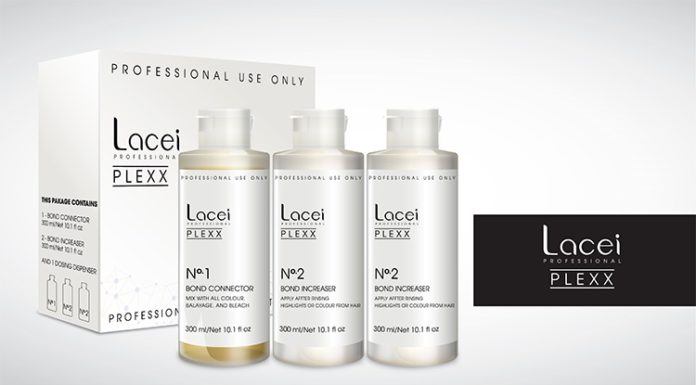 PROFESSIONAL USE ONLY
Lacei
PROFESSIONAL
PLEXX
THIS PAKAGE CONTAINS
1 - BOND CONNECTOR
300 ml/Net 10.1 fl oz
2 - BOND INCREASER
300 ml/Net 10.1 fl oz
AND 1 DOSING DISPENSER
Nº1
Nº2
Nº2
PROFESSIONAL
PROFESSIONAL USE ONLY
Lacei
PROFESSIONAL
PLEXX
Nº1
BOND CONNECTOR
MIX WITH ALL COLOUR,
BALAYAGE, AND BLEACH
300 ml/Net 10.1 fl oz
PROFESSIONAL USE ONLY
Lacei
PROFESSIONAL
PLEXX
Nº2
BOND INCREASER
APPLY AFTER RINSING
HIGHLIGHTS OR COLOUR FROM HAIR
300 ml/Net 10.1 fl oz
PROFESSIONAL USE ONLY
Lacei
PROFESSIONAL
PLEXX
Nº2
BOND INCREASER
APPLY AFTER RINSING
HIGHLIGHTS OR COLOUR FROM HAIR
300 ml/Net 10.1 fl oz
Lacei
PROFESSIONAL
PLEXX